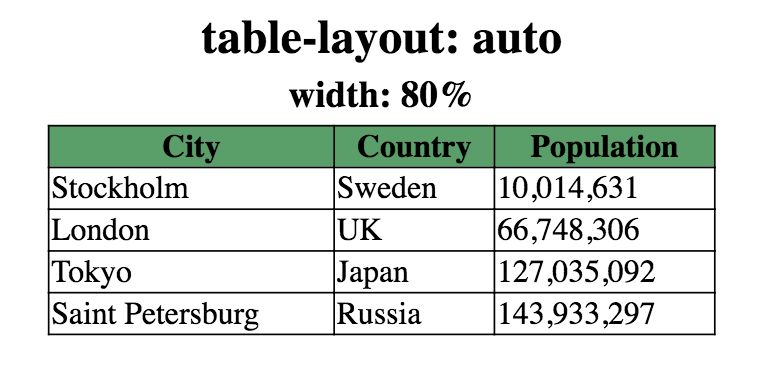 table-layout: auto
width: 80%
City Country Population
Stockholm Sweden 10,014,631
London UK 66,748,306
Tokyo Japan 127,035,092
Saint Petersburg Russia 143,933,297